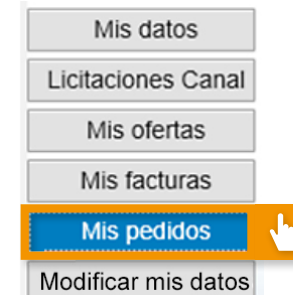 Mis datos
Licitaciones Canal
Mis ofertas
Mis facturas
Mis pedidos
Modificar mis datos